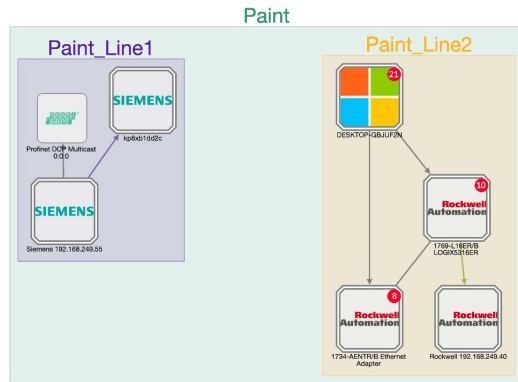 Paint
Paint_Line1
Paint_Line2
21
SIEMENS
DESKTOP-GBJUF2N
Profinet DCP Multicast
0:0:0
kp8xb1dd2c
10
Rockwell
Automation
SIEMENS
1769-L16ER/B
LOGIX5316ER
Siemens 192.168.249.55
8
Rockwell
Automation
Rockwell
Automation
1734-AENTR/B Ethernet
Adapter
Rockwell 192.168.249.40